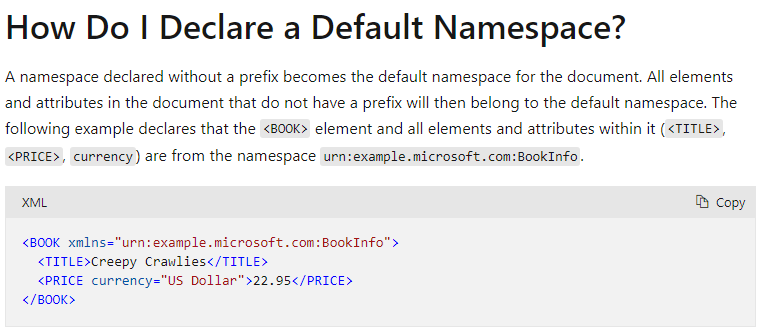 How Do I Declare a Default Namespace?
A namespace declared without a prefix becomes the default namespace for the document. All elements
and attributes in the document that do not have a prefix will then belong to the default namespace. The
following example declares that the <BOOK> element and all elements and attributes within it (<TITLE>,
<PRICE>, currency) are from the namespace urn:example.microsoft.com:BookInfo.
XML Copy
<BOOK xmlns="urn:example.microsoft.com:BookInfo">
  <TITLE>Creepy Crawlies</TITLE>
  <PRICE currency="US Dollar">22.95</PRICE>
</BOOK>